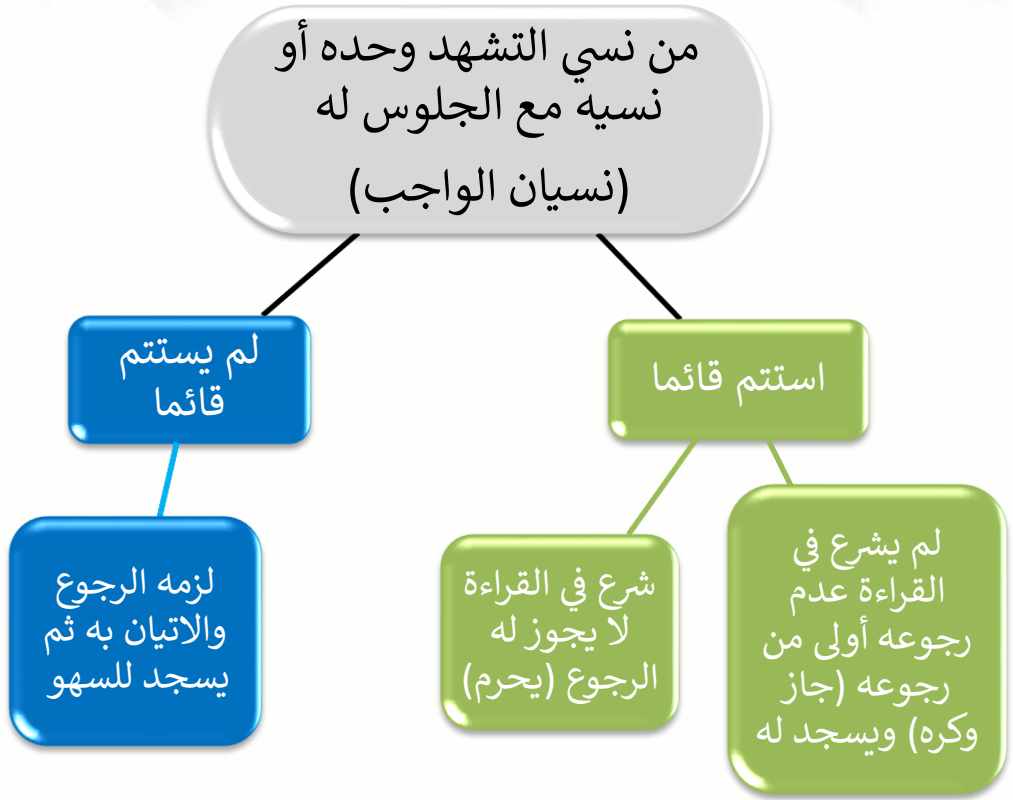 من نسي التشهد وحده أو
نسيه مع الجلوس له
(نسيان الواجب)
استتم قائما
لم يستتم
قائما
لم يشرع في
القراءة عدم
رجوعه أولى من
رجوعه (جاز
وكره) ويسجد له
شرع في القراءة
لا يجوز له
الرجوع (يحرم)
لزمه الرجوع
والاتيان به ثم
يسجد للسهو